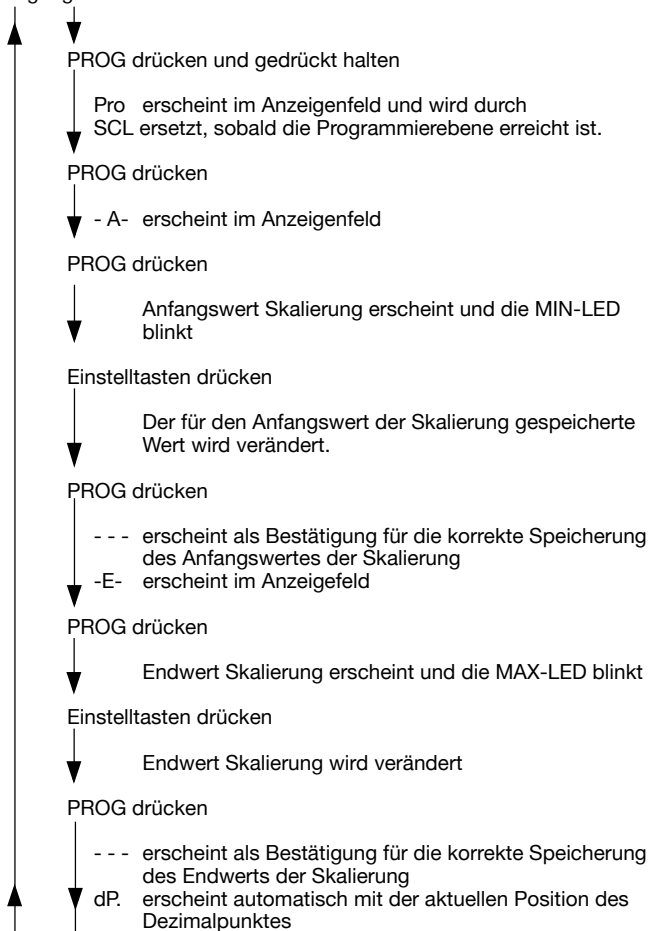 PROG drücken und gedrückt halten
Pro erscheint im Anzeigenfeld und wird durch
SCL ersetzt, sobald die Programmierebene erreicht ist.
PROG drücken
- A- erscheint im Anzeigenfeld
PROG drücken
Anfangswert Skalierung erscheint und die MIN-LED
blinkt
Einstelltasten drücken
Der für den Anfangswert der Skalierung gespeicherte
Wert wird verändert.
PROG drücken
- - - erscheint als Bestätigung für die korrekte Speicherung
des Anfangswertes der Skalierung
-E- erscheint im Anzeigefeld
PROG drücken
Endwert Skalierung erscheint und die MAX-LED blinkt
Einstelltasten drücken
Endwert Skalierung wird verändert
PROG drücken
- - - erscheint als Bestätigung für die korrekte Speicherung
des Endwerts der Skalierung
dP. erscheint automatisch mit der aktuellen Position des
Dezimalpunktes